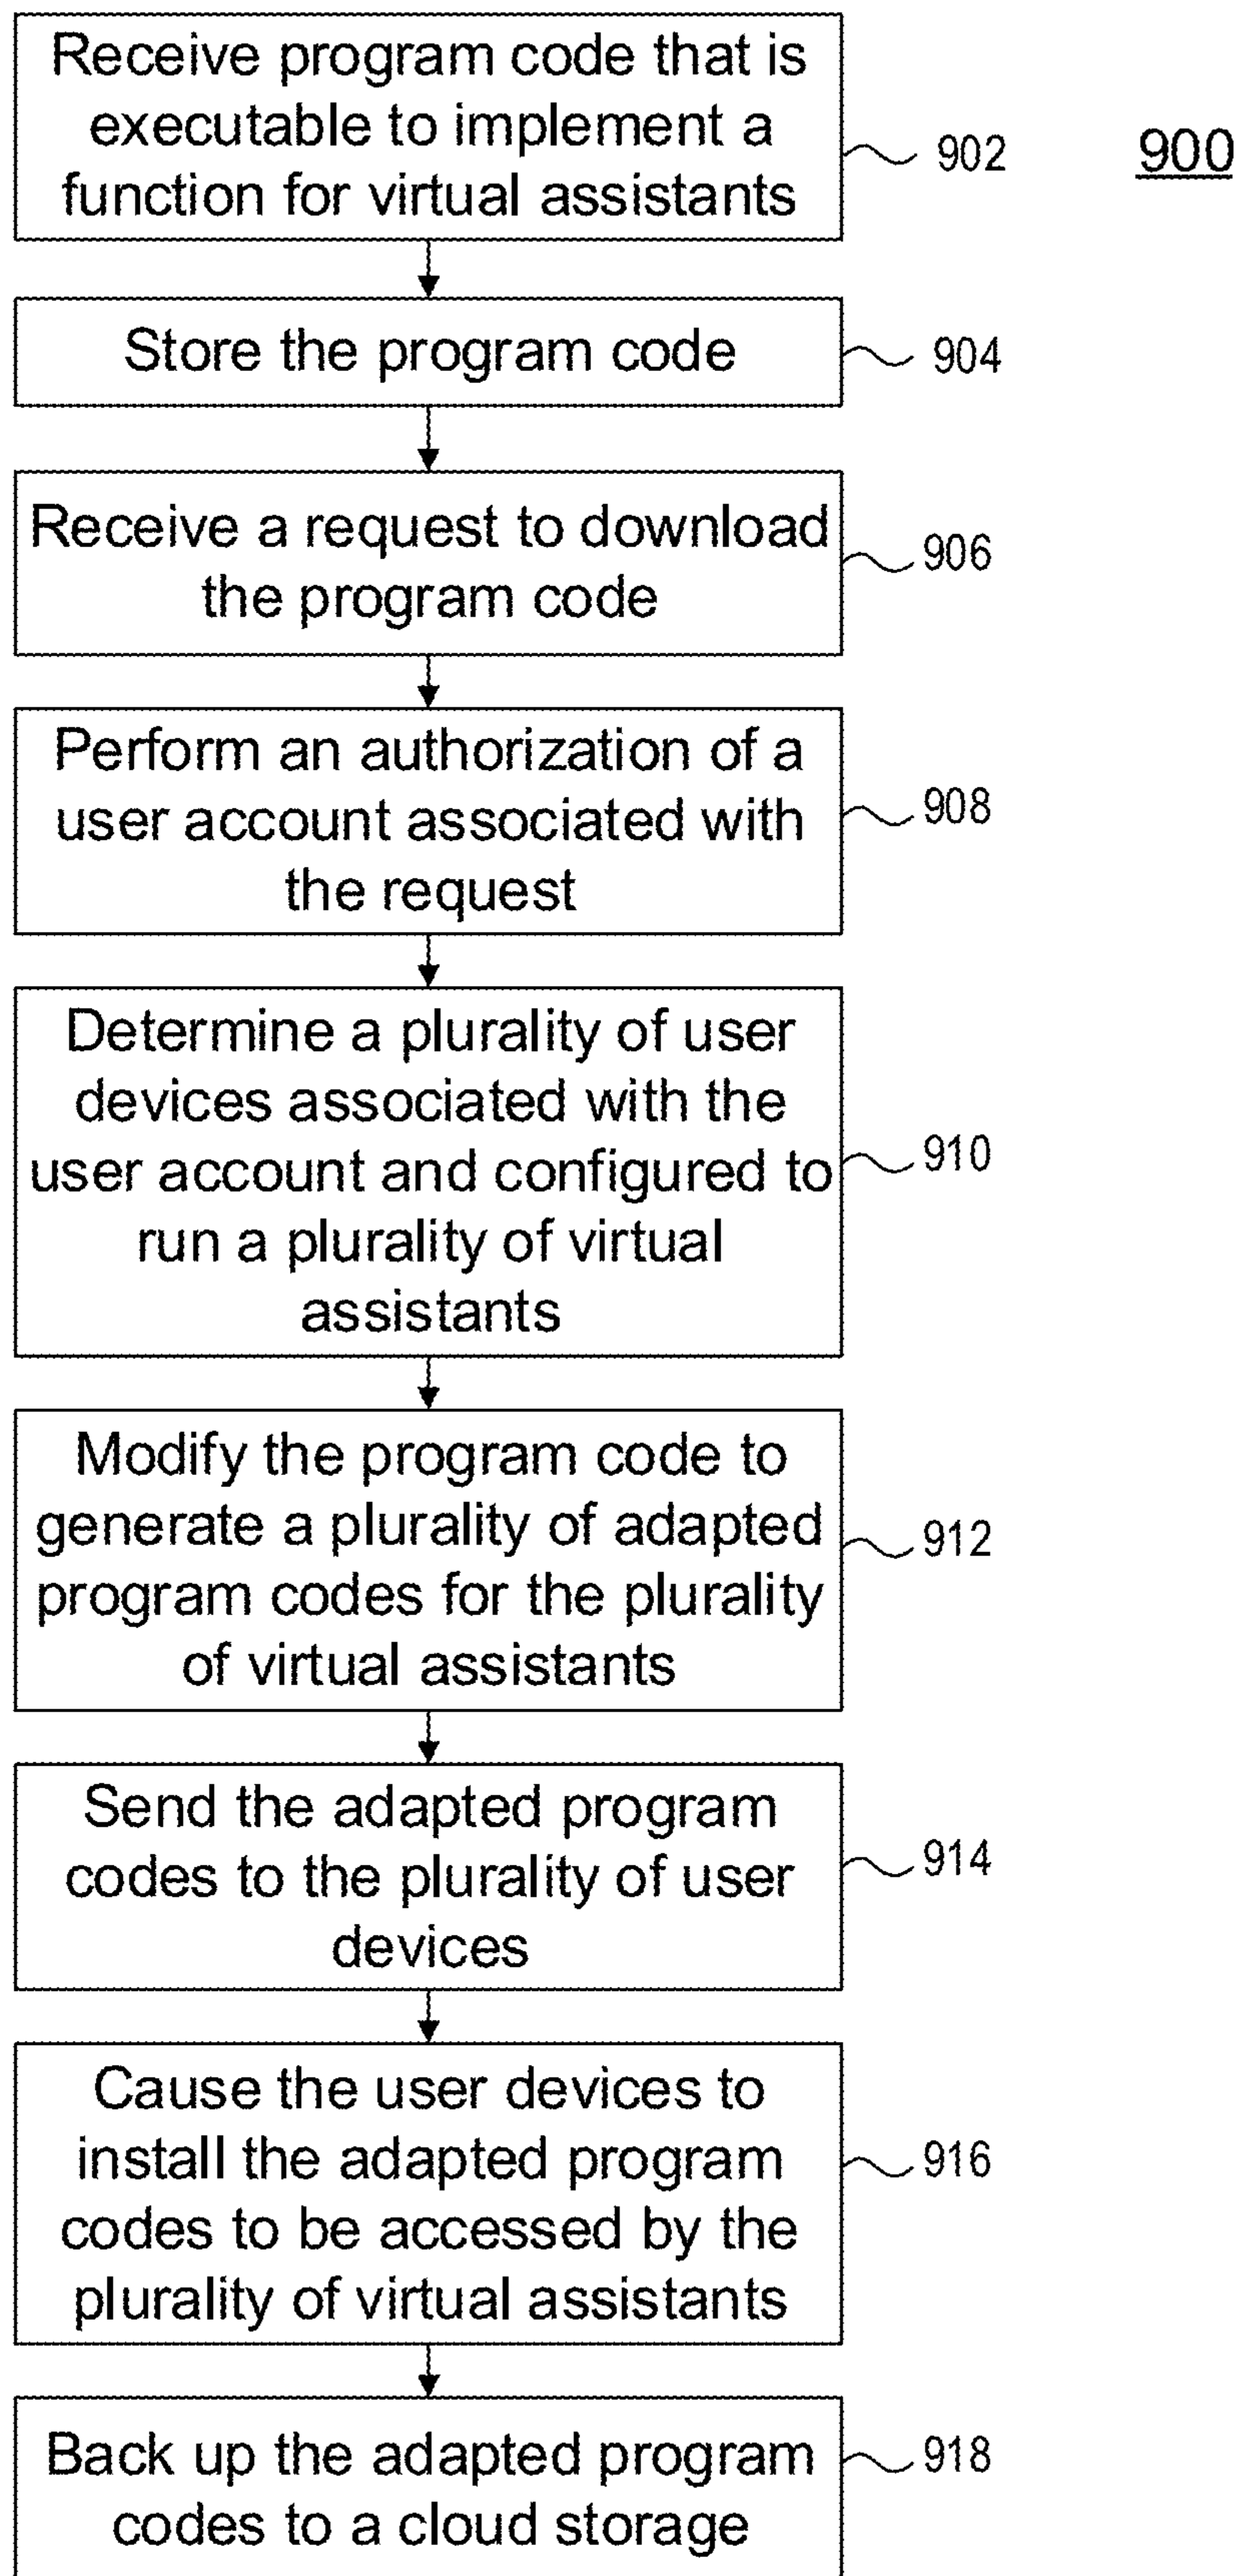 Receive program code that is
executable to implement a
function for virtual assistants
902
900
Store the program code
904
Receive a request to download
the program code
906
Perform an authorization of a
user account associated with
the request
908
Determine a plurality of user
devices associated with the
user account and configured to
run a plurality of virtual
assistants
910
Modify the program code to
generate a plurality of adapted
program codes for the plurality
of virtual assistants
912
Send the adapted program
codes to the plurality of user
devices
914
Cause the user devices to
install the adapted program
codes to be accessed by the
plurality of virtual assistants
916
Back up the adapted program
codes to a cloud storage
918